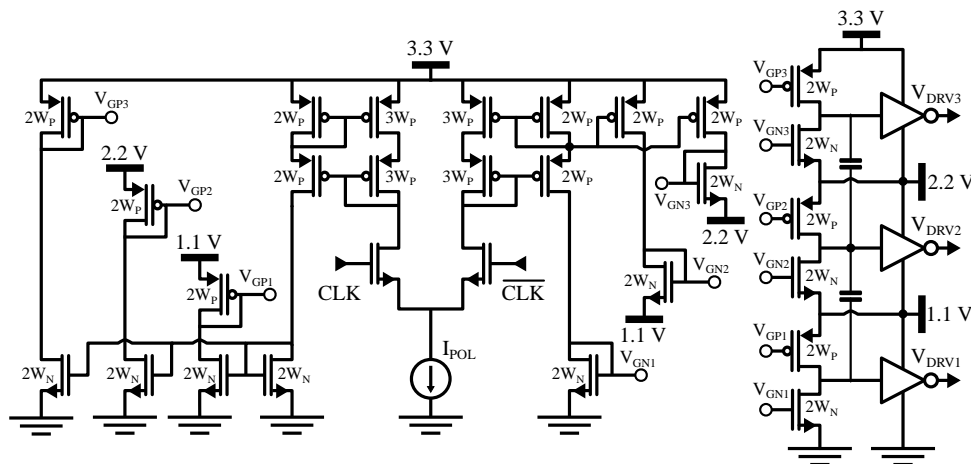 3.3 V
3.3 V
V_GP3
2W_P
2W_P
3W_P
3W_P
2W_P
2W_P
2W_P
V_GP3
2W_P
V_DRV3
V_GN3
2W_N
2.2 V
V_GP2
2W_P
2W_P
3W_P
3W_P
2W_P
2W_N
V_GN3
2.2 V
2.2 V
V_GP2
2W_P
V_DRV2
1.1 V
V_GP1
2W_P
CLK
CLK
2W_N
V_GN2
1.1 V
V_GN2
2W_N
1.1 V
V_GP1
2W_P
V_DRV1
2W_N
2W_N
2W_N
2W_N
I_POL
2W_N
V_GN1
V_GN1
2W_N